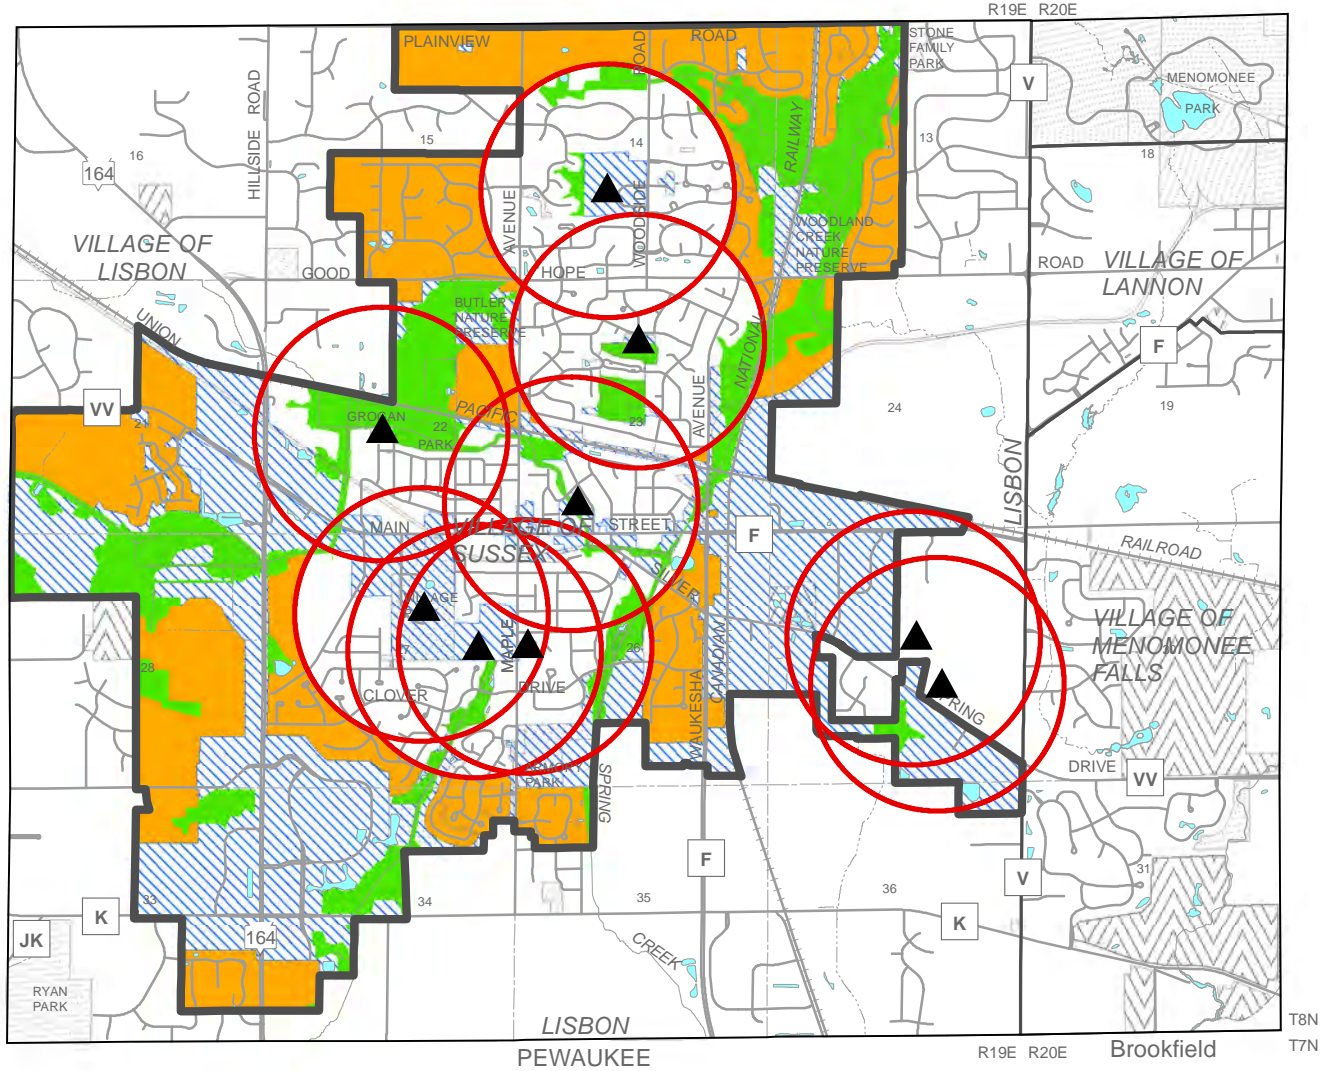 R19E R20E
PLAINVIEW
ROAD
ROAD
STONE
FAMILY
PARK
V
MENOMONEE
PARK
HILLSIDE ROAD
16
15
14
13
18
164
RAILWAY
AVENUE
WOODSIDE
WOODLAND
CREEK
NATURE
PRESERVE
VILLAGE OF
LISBON
GOOD
HOPE
ROAD
VILLAGE OF
LANNON
UNION
BUTLER
NATURE
PRESERVE
NATIONAL
F
VV
21
GROGAN
PARK
22
PACIFIC
23
AVENUE
24
19
LISBON
MAIN
VILLAGE OF
SUSSEX
STREET
F
RAILROAD
SILVER
VILLAGE
MAPLE
VILLAGE OF
MENOMONEE
FALLS
28
26
CLOVER
DRIVE
WAUKESHA
CANADIAN
SPRING
ARMORY
PARK
SPRING
DRIVE
VV
F
V
31
33
34
35
36
K
K
JK
164
CREEK
RYAN
PARK
LISBON
T8N
PEWAUKEE
R19E R20E
Brookfield
T7N